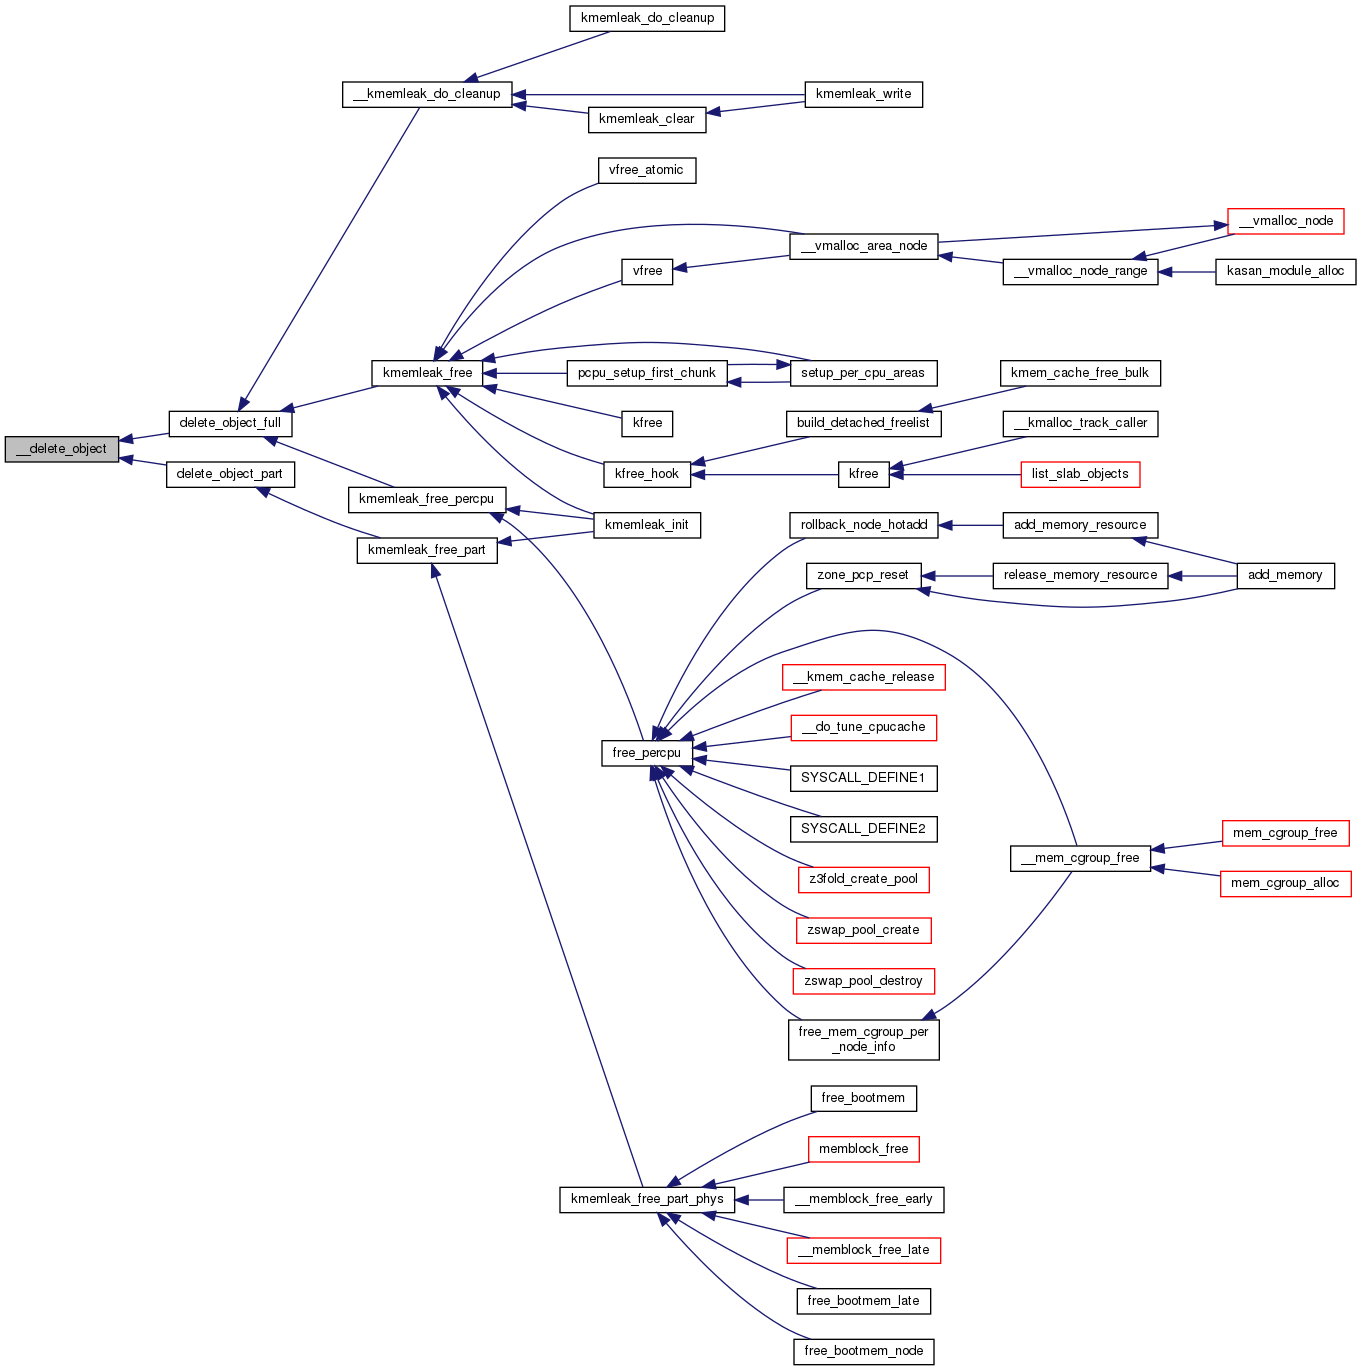 kmemleak_do_cleanup
__kmemleak_do_cleanup
kmemleak_write
kmemleak_clear
vfree_atomic
__vmalloc_node
__vmalloc_area_node
vfree
__vmalloc_node_range
kasan_module_alloc
kmemleak_free
pcpu_setup_first_chunk
setup_per_cpu_areas
kmem_cache_free_bulk
delete_object_full
kfree
build_detached_freelist
__kmalloc_track_caller
__delete_object
delete_object_part
kfree_hook
kfree
list_slab_objects
kmemleak_free_percpu
kmemleak_init
rollback_node_hotadd
add_memory_resource
kmemleak_free_part
zone_pcp_reset
release_memory_resource
add_memory
__kmem_cache_release
__do_tune_cpucache
free_percpu
SYSCALL_DEFINE1
SYSCALL_DEFINE2
mem_cgroup_free
__mem_cgroup_free
z3fold_create_pool
mem_cgroup_alloc
zswap_pool_create
zswap_pool_destroy
free_mem_cgroup_per
_node_info
free_bootmem
memblock_free
kmemleak_free_part_phys
__memblock_free_early
__memblock_free_late
free_bootmem_late
free_bootmem_node